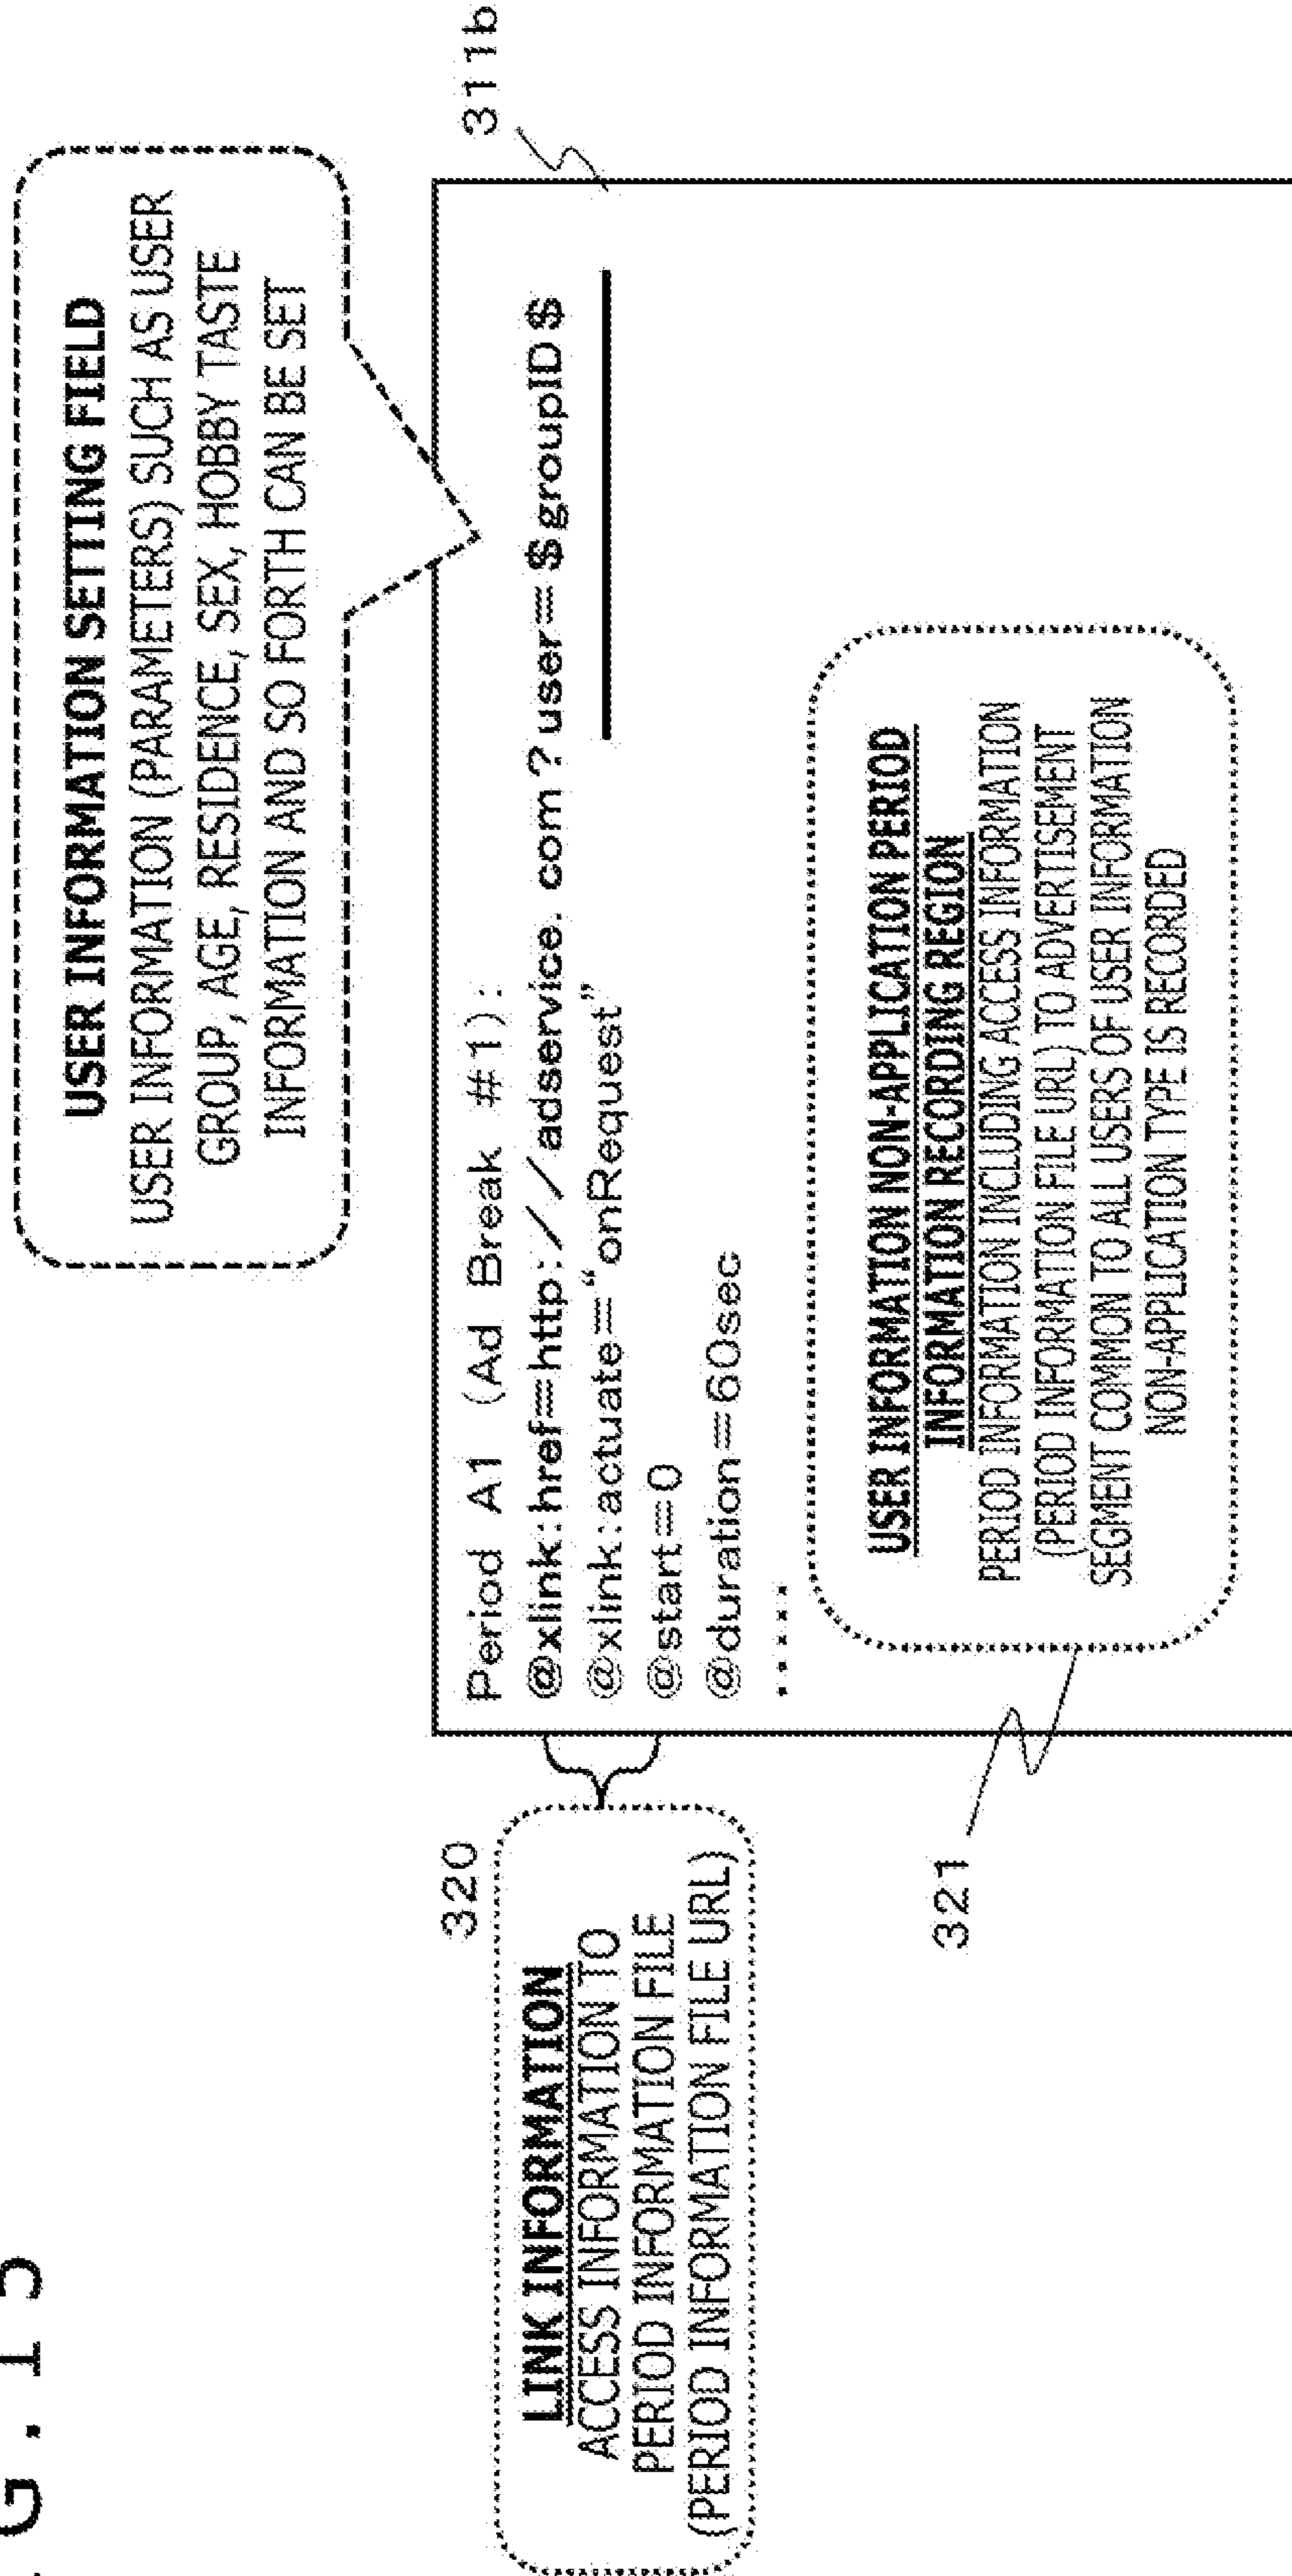 G. 15
USER INFORMATION SETTING FIELD
USER INFORMATION (PARAMETERS) SUCH AS USER
GROUP, AGE, RESIDENCE, SEX, HOBBY TASTE
INFORMATION AND SO FORTH CAN BE SET
311b
320
LINK INFORMATION
ACCESS INFORMATION TO
PERIOD INFORMATION FILE
(PERIOD INFORMATION FILE URL)
Period A1 (Ad Break #1):
@xlink:href=http://adservice.com?user=$groupID$
@xlink:actuate="onRequest"
@start=0
@duration=60sec
.....
321
USER INFORMATION NON-APPLICATION PERIOD
INFORMATION RECORDING REGION
PERIOD INFORMATION INCLUDING ACCESS INFORMATION
(PERIOD INFORMATION FILE URL) TO ADVERTISEMENT
SEGMENT COMMON TO ALL USERS OF USER INFORMATION
NON-APPLICATION TYPE IS RECORDED